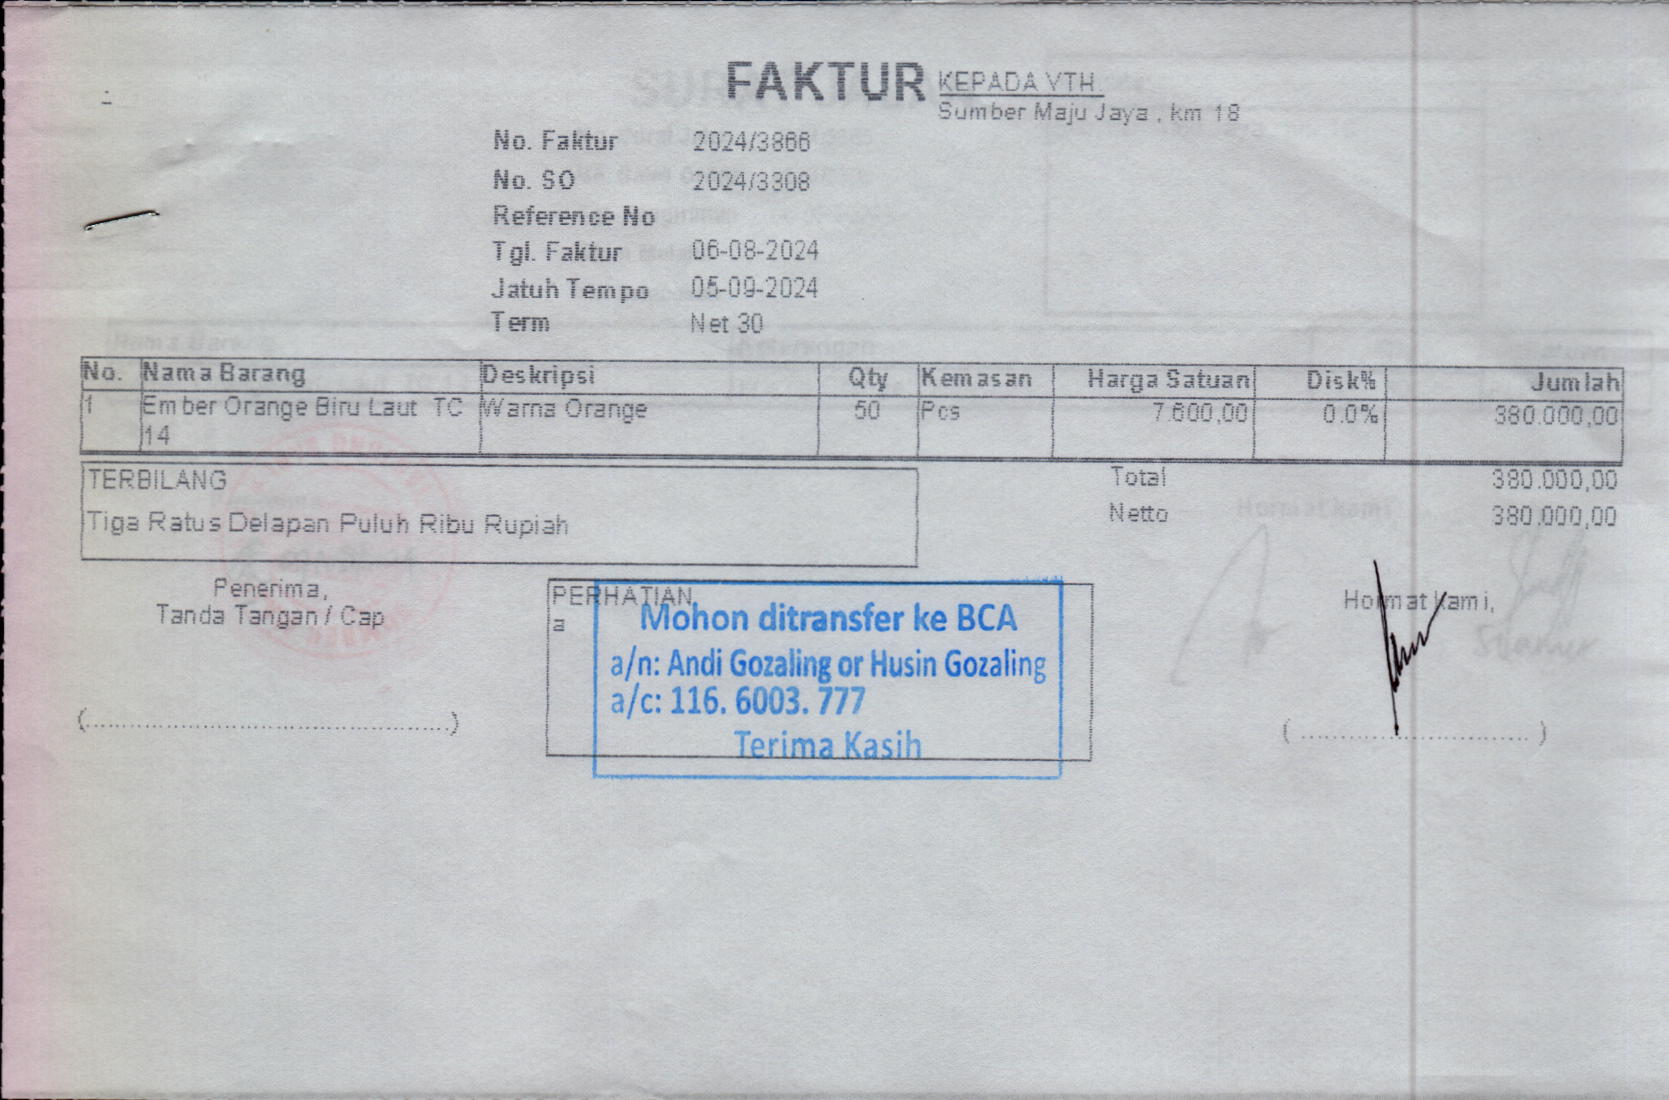 FAKTUR
KEPADA YTH.
Sumber Maju Jaya , km 18
No. Faktur 2024/3866
No. SO 2024/3308
Reference No
Tgl. Faktur 06-08-2024
Jatuh Tempo 05-09-2024
Term Net 30
No. Nama Barang Deskripsi Qty Kemasan Harga Satuan Disk% Jumlah
1 Ember Orange Biru Laut TC Warna Orange 50 Pcs 7.600,00 0.0% 380.000,00
14
TERBILANG
Tiga Ratus Delapan Puluh Ribu Rupiah
Total 380.000,00
Netto 380.000,00
Penerima,
Tanda Tangan / Cap
(..........................................................)
PERHATIAN
a
Mohon ditransfer ke BCA
a/n: Andi Gozaling or Husin Gozaling
a/c: 116. 6003. 777
Terima Kasih
Hormat kami,
( .................................... )